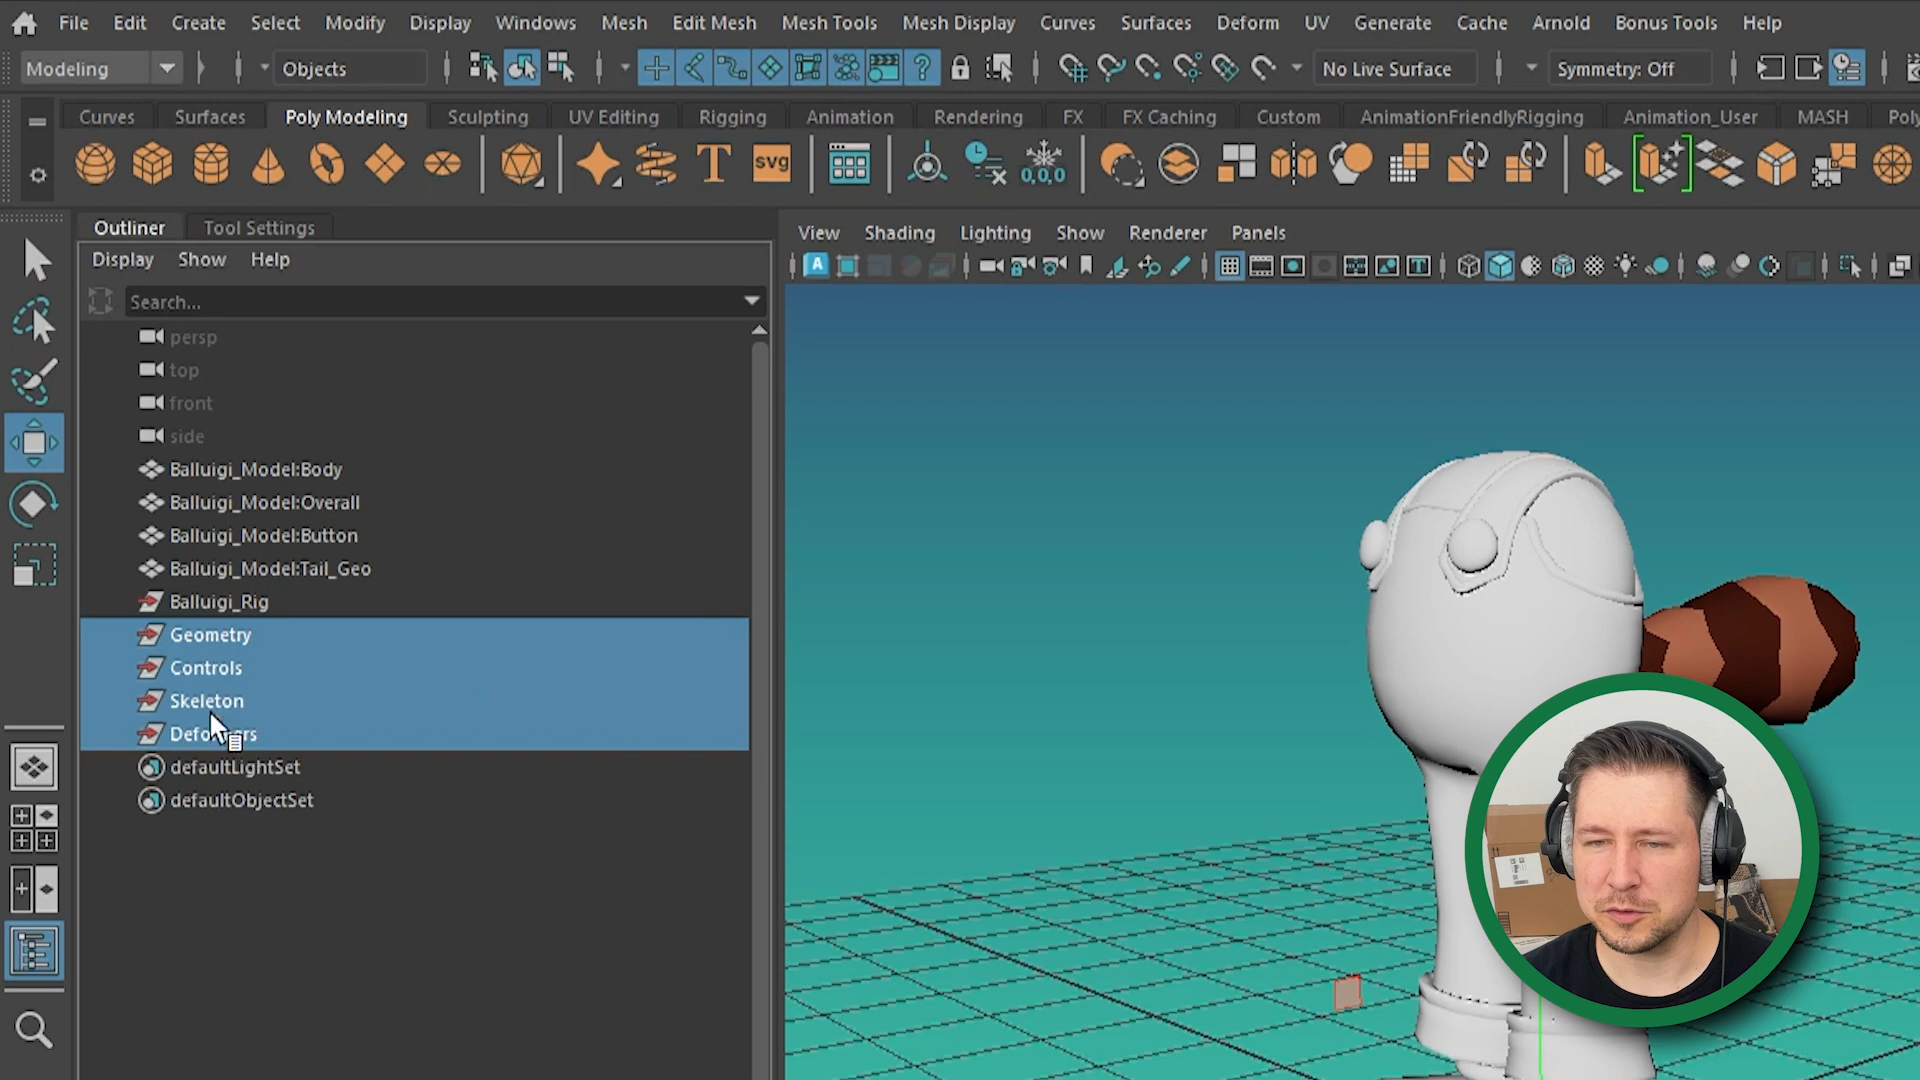 File Edit Create Select Modify Display Windows Mesh Edit Mesh Mesh Tools Mesh Display Curves Surfaces Deform UV Generate Cache Arnold Bonus Tools Help
Modeling Objects No Live Surface Symmetry: Off
Curves Surfaces Poly Modeling Sculpting UV Editing Rigging Animation Rendering FX FX Caching Custom AnimationFriendlyRigging Animation_User MASH Poly
T svg 0,0,0
Outliner Tool Settings
Display Show Help
View Shading Lighting Show Renderer Panels
Search...
persp
top
front
side
Balluigi_Model:Body
Balluigi_Model:Overall
Balluigi_Model:Button
Balluigi_Model:Tail_Geo
Balluigi_Rig
Geometry
Controls
Skeleton
Deformers
defaultLightSet
defaultObjectSet